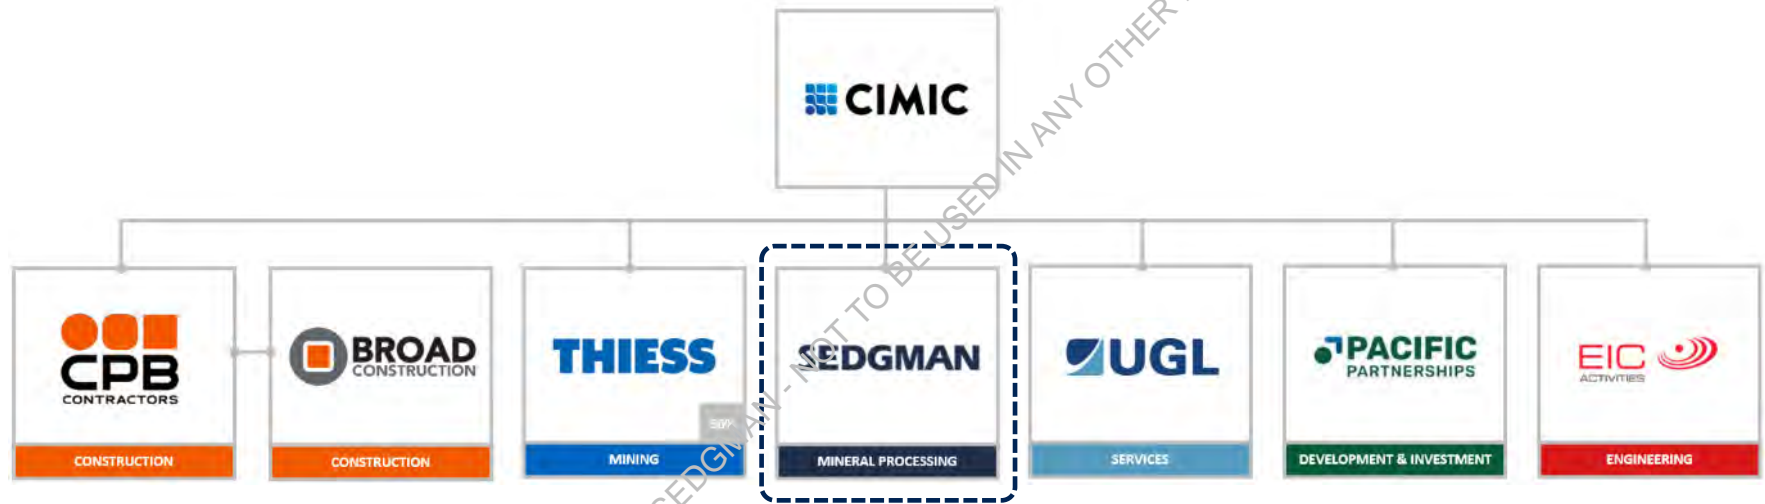 CIMIC
CPB
CONTRACTORS
CONSTRUCTION
BROAD
CONSTRUCTION
CONSTRUCTION
THIESS
50%
MINING
SEDGMAN
MINERAL PROCESSING
UGL
SERVICES
PACIFIC
PARTNERSHIPS
DEVELOPMENT & INVESTMENT
EIC
ACTIVITIES
ENGINEERING
SEDGMAN - NOT TO BE USED IN ANY OTHER